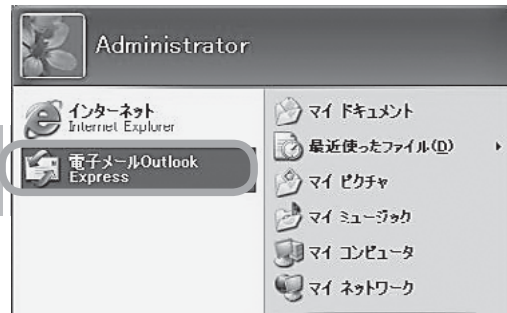 Administrator
インターネット
Internet Explorer
電子メールOutlook
Express
マイ ドキュメント
最近使ったファイル(D)
マイ ピクチャ
マイ ミュージック
マイ コンピュータ
マイ ネットワーク